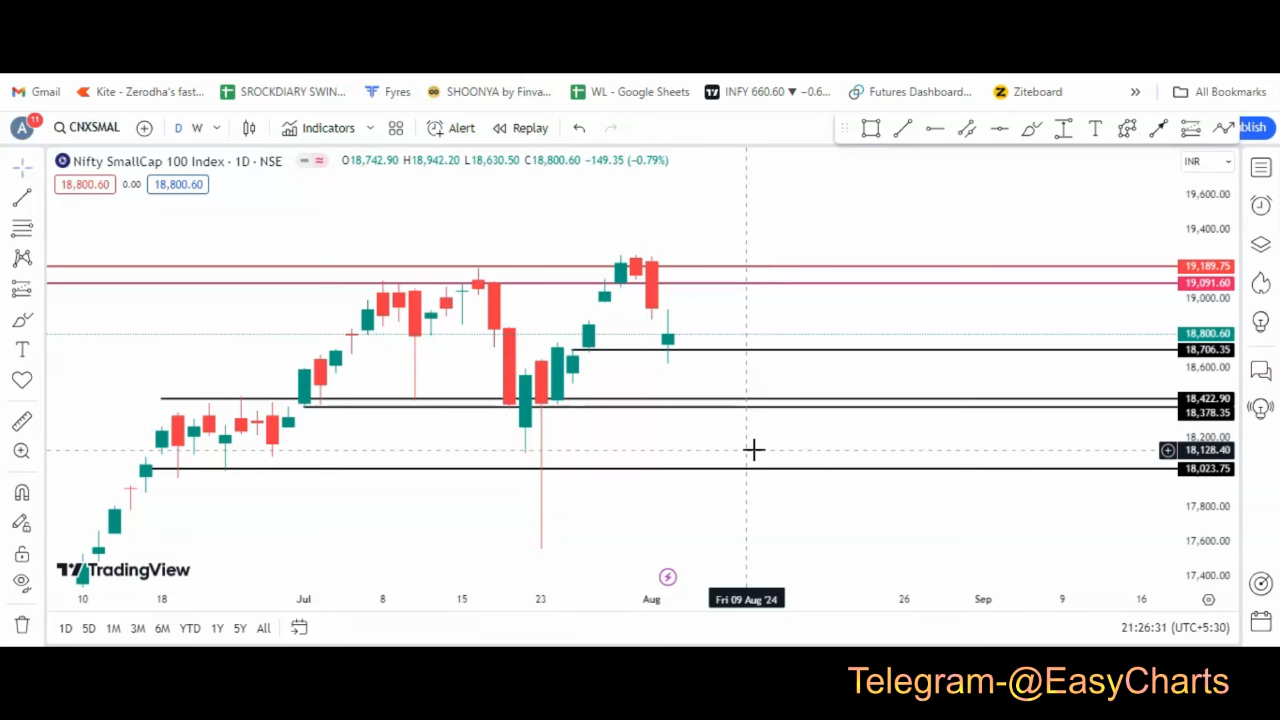 Gmail Kite - Zerodha's fast... SROCKDIARY SWIN... Fyres SHOONYA by Finva... WL - Google Sheets INFY 660.60 ▼ −0.6... Futures Dashboard... Ziteboard » All Bookmarks
A 11 CNXSMAL D W Indicators Alert Replay blish
Nifty SmallCap 100 Index · 1D · NSE O18,742.90 H18,942.20 L18,630.50 C18,800.60 −149.35 (−0.79%) INR
18,800.60 0.00 18,800.60
19,600.00
19,400.00
19,189.75
19,091.60
19,000.00
18,800.60
18,706.35
18,600.00
18,422.90
18,378.35
18,200.00
18,128.40
18,023.75
17,800.00
17,600.00
TradingView
17,400.00
10 18 Jul 8 15 23 Aug Fri 09 Aug '24 26 Sep 9 16
1D 5D 1M 3M 6M YTD 1Y 5Y All 21:26:31 (UTC+5:30)
Telegram-@EasyCharts